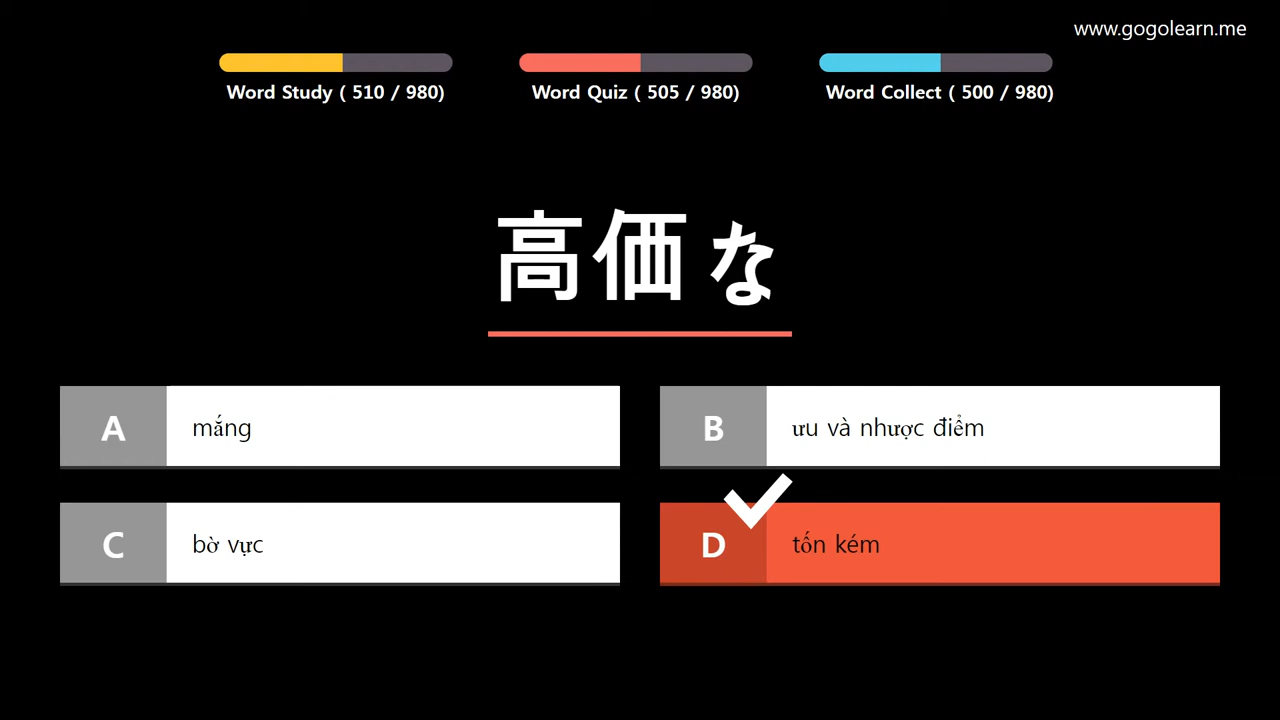 www.gogolearn.me
Word Study ( 510 / 980)
Word Quiz ( 505 / 980)
Word Collect ( 500 / 980)
高価な
A mắng
B ưu và nhược điểm
C bờ vực
D tốn kém